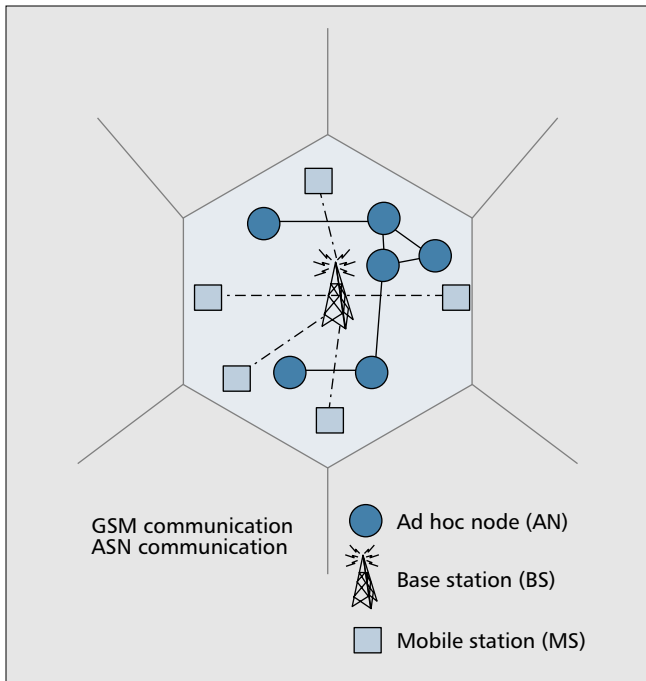 GSM communication
ASN communication
Ad hoc node (AN)
Base station (BS)
Mobile station (MS)